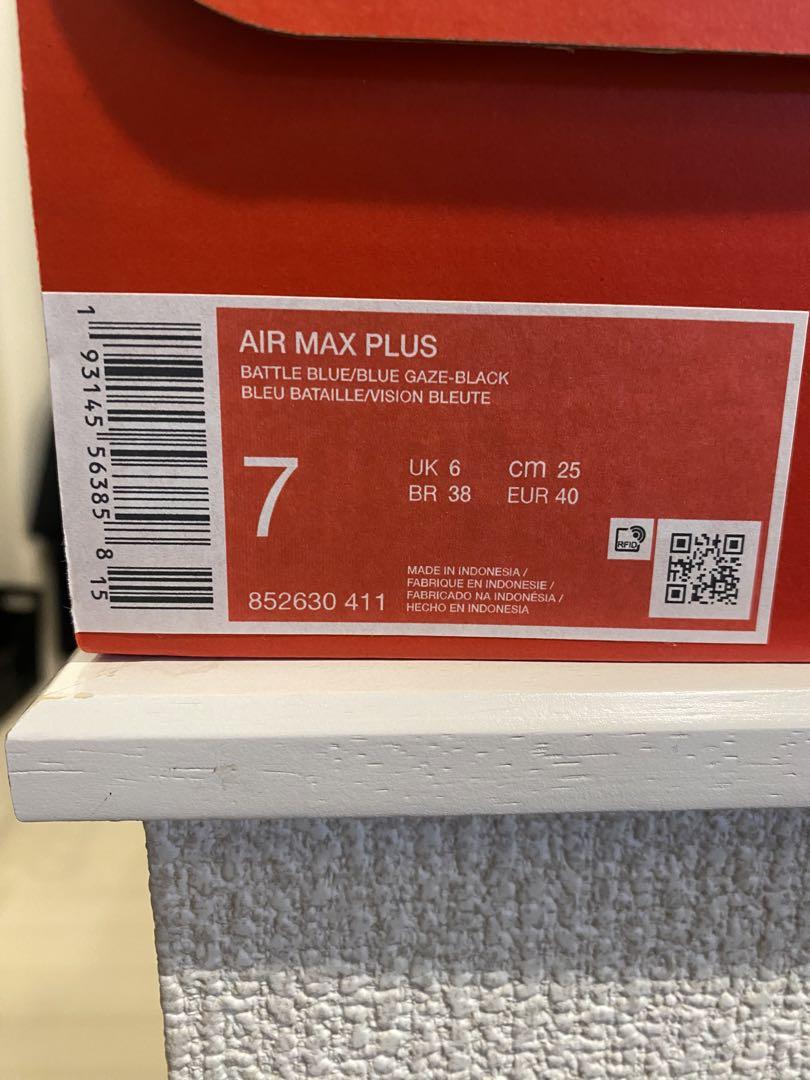 1 93145 56385 8 15
AIR MAX PLUS
BATTLE BLUE/BLUE GAZE-BLACK
BLEU BATAILLE/VISION BLEUTE
7
UK 6 cm 25
BR 38 EUR 40
RFID
852630 411
MADE IN INDONESIA /
FABRIQUE EN INDONESIE /
FABRICADO NA INDONÉSIA /
HECHO EN INDONESIA